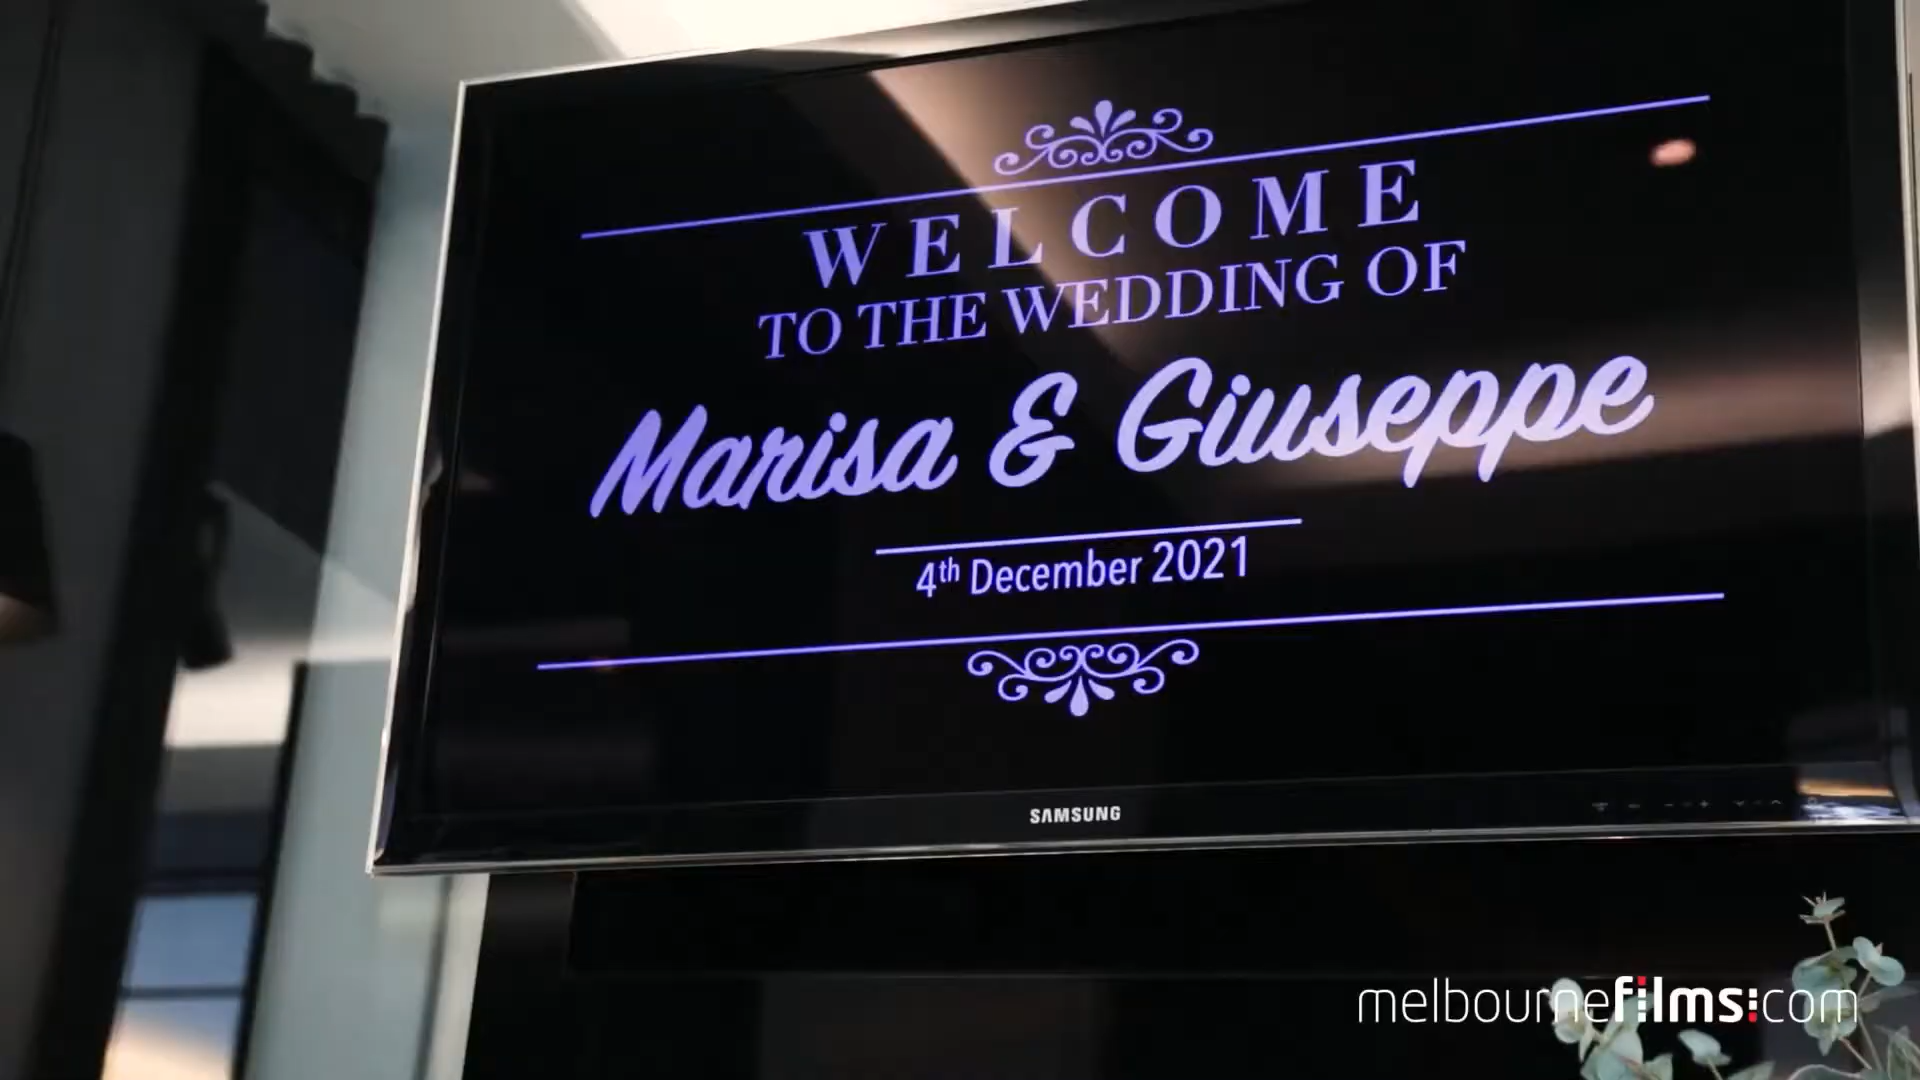 WELCOME
TO THE WEDDING OF
Marisa & Giuseppe
4th December 2021
SAMSUNG
melbournefilms:com